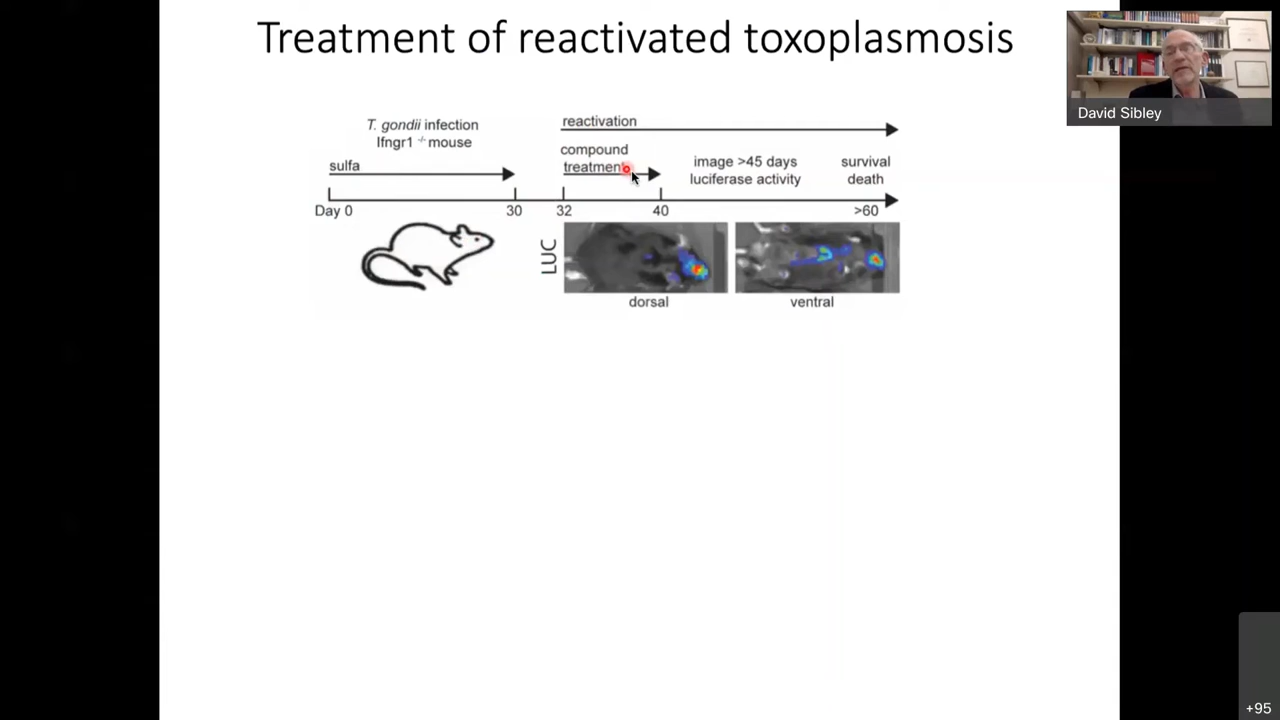 Treatment of reactivated toxoplasmosis
David Sibley
T. gondii infection
Ifngr1 -/- mouse
sulfa
reactivation
compound
treatment
image >45 days
luciferase activity
survival
death
Day 0
30
32
40
>60
LUC
dorsal
ventral
+95